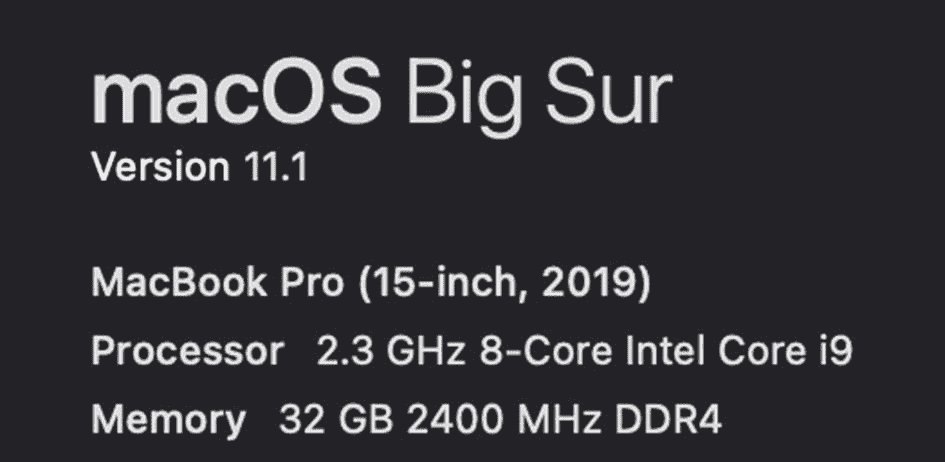 macOS Big Sur
Version 11.1
MacBook Pro (15-inch, 2019)
Processor 2.3 GHz 8-Core Intel Core i9
Memory 32 GB 2400 MHz DDR4